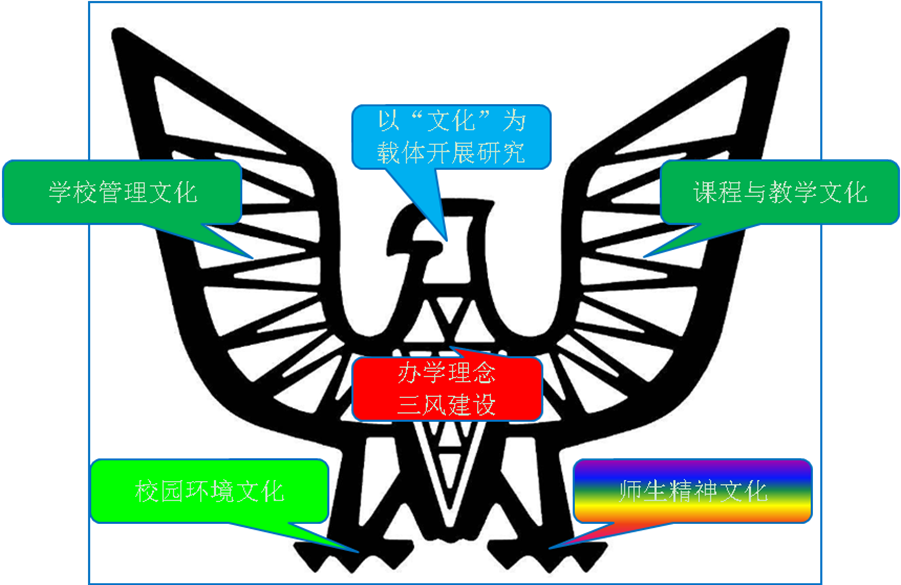 以“文化”为
载体开展研究
学校管理文化
课程与教学文化
办学理念
三风建设
校园环境文化
师生精神文化